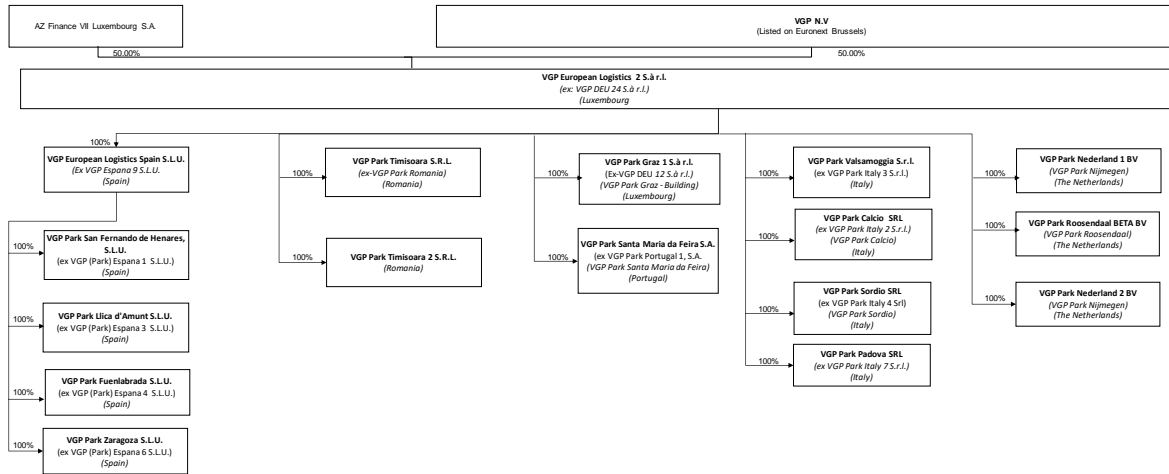 AZ Finance VII Luxembourg S.A.
VGP N.V
(Listed on Euronext Brussels)
50.00%
50.00%
VGP European Logistics 2 S.à r.l.
(ex: VGP DEU 24 S.à r.l.)
(Luxembourg
100%
VGP European Logistics Spain S.L.U.
(Ex VGP Espana 9 S.L.U.
(Spain)
100%
VGP Park San Fernando de Henares,
S.L.U.
(ex VGP (Park) Espana 1 S.L.U.)
(Spain)
100%
VGP Park Llica d'Amunt S.L.U.
(ex VGP (Park) Espana 3 S.L.U.)
(Spain)
100%
VGP Park Fuenlabrada S.L.U.
(ex VGP (Park) Espana 4 S.L.U.)
(Spain)
100%
VGP Park Zaragoza S.L.U.
(ex VGP (Park) Espana 6 S.L.U.)
(Spain)
100%
VGP Park Timisoara S.R.L.
(ex-VGP Park Romania)
(Romania)
100%
VGP Park Timisoara 2 S.R.L.
(Romania)
100%
VGP Park Graz 1 S.à r.l.
(Ex-VGP DEU 12 S.à r.l.)
(VGP Park Graz - Building)
(Luxembourg)
100%
VGP Park Santa Maria da Feira S.A.
(ex VGP Park Portugal 1, S.A.
(VGP Park Santa Maria da Feira)
(Portugal)
100%
VGP Park Valsamoggia S.r.l.
(ex VGP Park Italy 3 S.r.l.)
(Italy)
100%
VGP Park Calcio SRL
(ex VGP Park Italy 2 S.r.l.)
(VGP Park Calcio)
(Italy)
100%
VGP Park Sordio SRL
(ex VGP Park Italy 4 Srl)
(VGP Park Sordio)
(Italy)
100%
VGP Park Padova SRL
(ex VGP Park Italy 7 S.r.l.)
(Italy)
100%
VGP Park Nederland 1 BV
(VGP Park Nijmegen)
(The Netherlands)
100%
VGP Park Roosendaal BETA BV
(VGP Park Roosendaal)
(The Netherlands)
100%
VGP Park Nederland 2 BV
(VGP Park Nijmegen)
(The Netherlands)